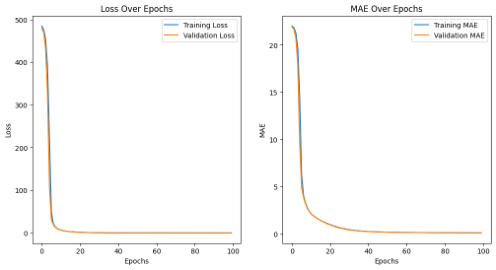 Loss Over Epochs
Training Loss
Validation Loss
500
400
300
200
100
0
Loss
0
20
40
60
80
100
Epochs
MAE Over Epochs
Training MAE
Validation MAE
20
15
10
5
0
MAE
0
20
40
60
80
100
Epochs